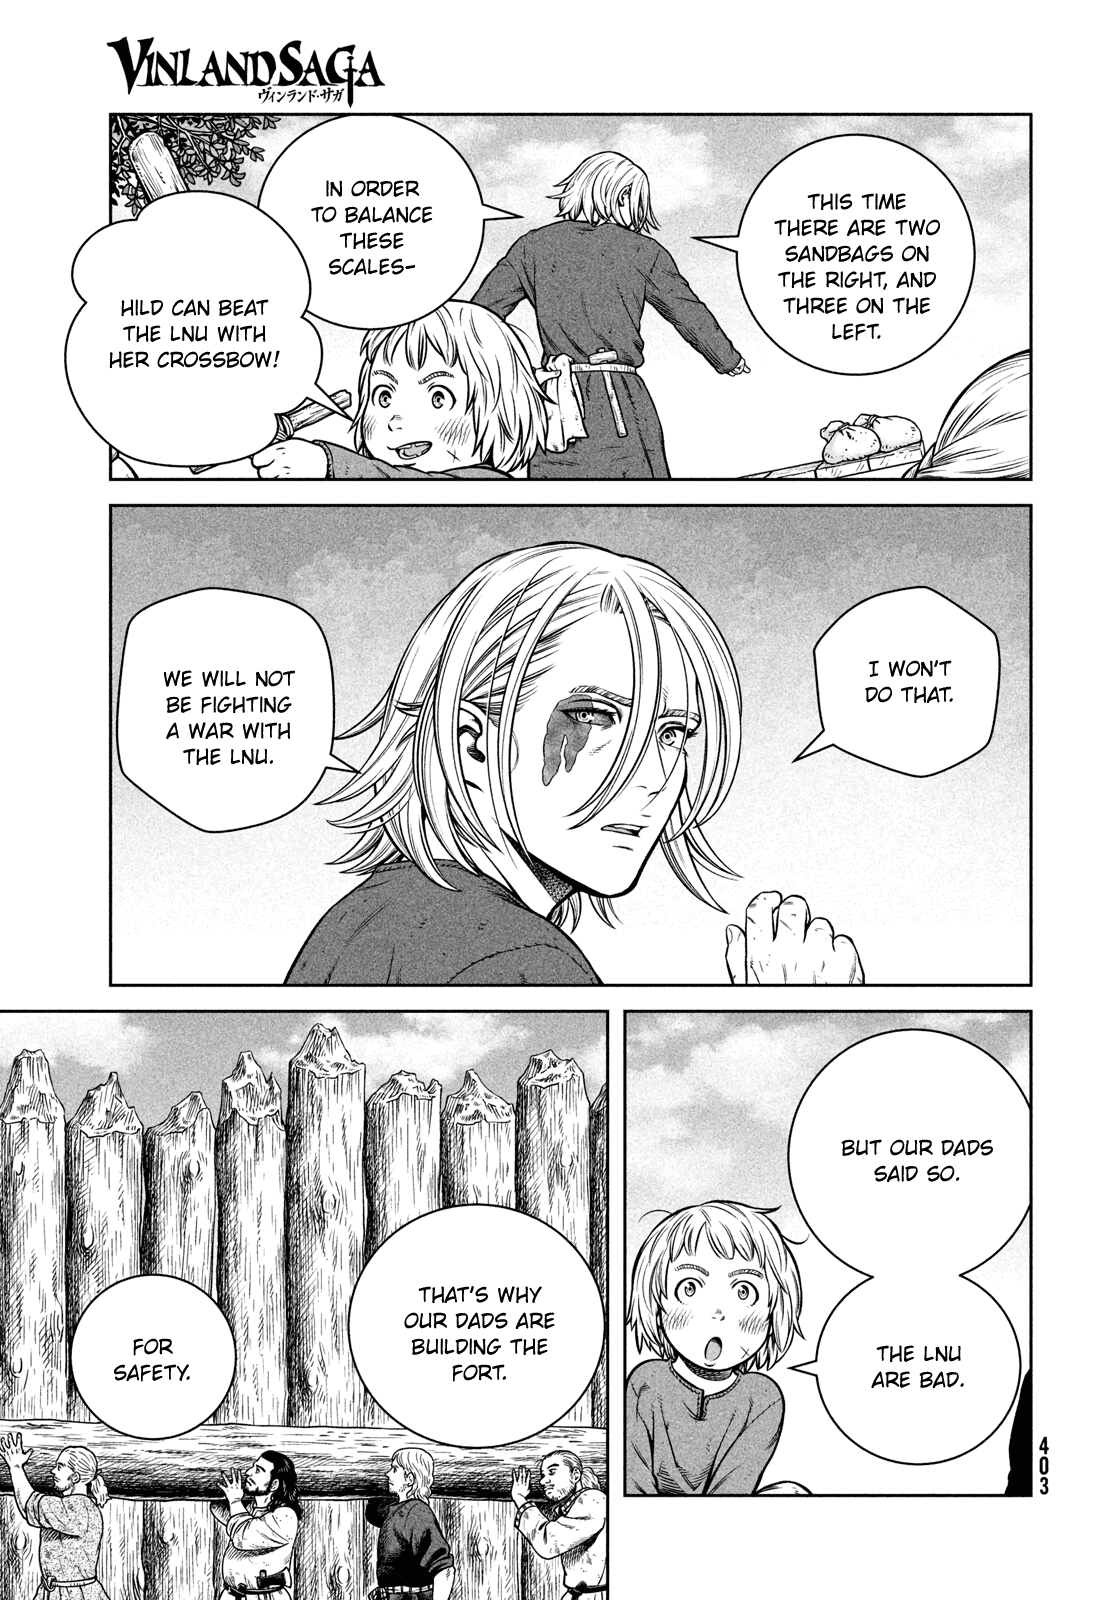 VINLAND SAGA
ヴィンランド・サガ
THIS TIME
THERE ARE TWO
SANDBAGS ON
THE RIGHT, AND
THREE ON THE
LEFT.
IN ORDER
TO BALANCE
THESE
SCALES-
HILD CAN BEAT
THE LNU WITH
HER CROSSBOW!
I WON'T
DO THAT.
WE WILL NOT
BE FIGHTING
A WAR WITH
THE LNU.
BUT OUR DADS
SAID SO.
THE LNU
ARE BAD.
THAT'S WHY
OUR DADS ARE
BUILDING THE
FORT.
FOR
SAFETY.
403